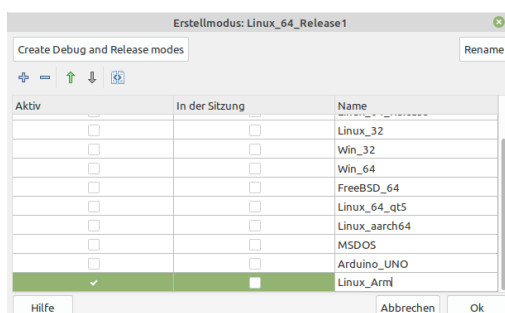 Erstellmodus: Linux_64_Release1
Create Debug and Release modes
Rename
Aktiv In der Sitzung Name
Linux_32
Win_32
Win_64
FreeBSD_64
Linux_64_qt5
Linux_aarch64
MSDOS
Arduino_UNO
Linux_Arm
Hilfe Abbrechen Ok